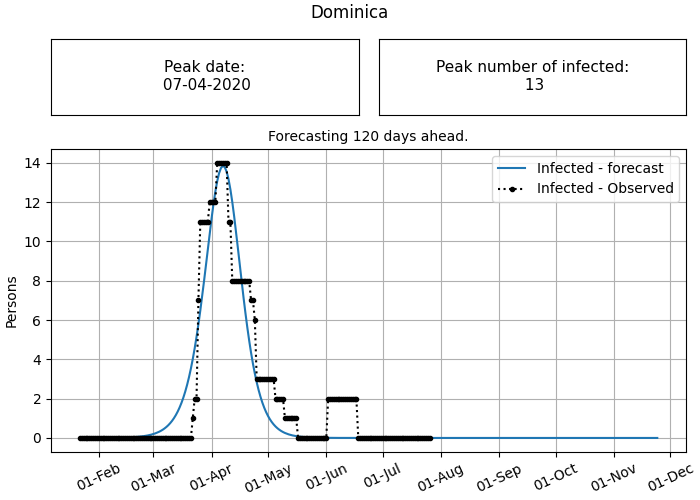 Dominica
Peak date:
07-04-2020
Peak number of infected:
13
Forecasting 120 days ahead.
Infected - forecast
Infected - Observed
Persons
14
12
10
8
6
4
2
0
01-Feb
01-Mar
01-Apr
01-May
01-Jun
01-Jul
01-Aug
01-Sep
01-Oct
01-Nov
01-Dec